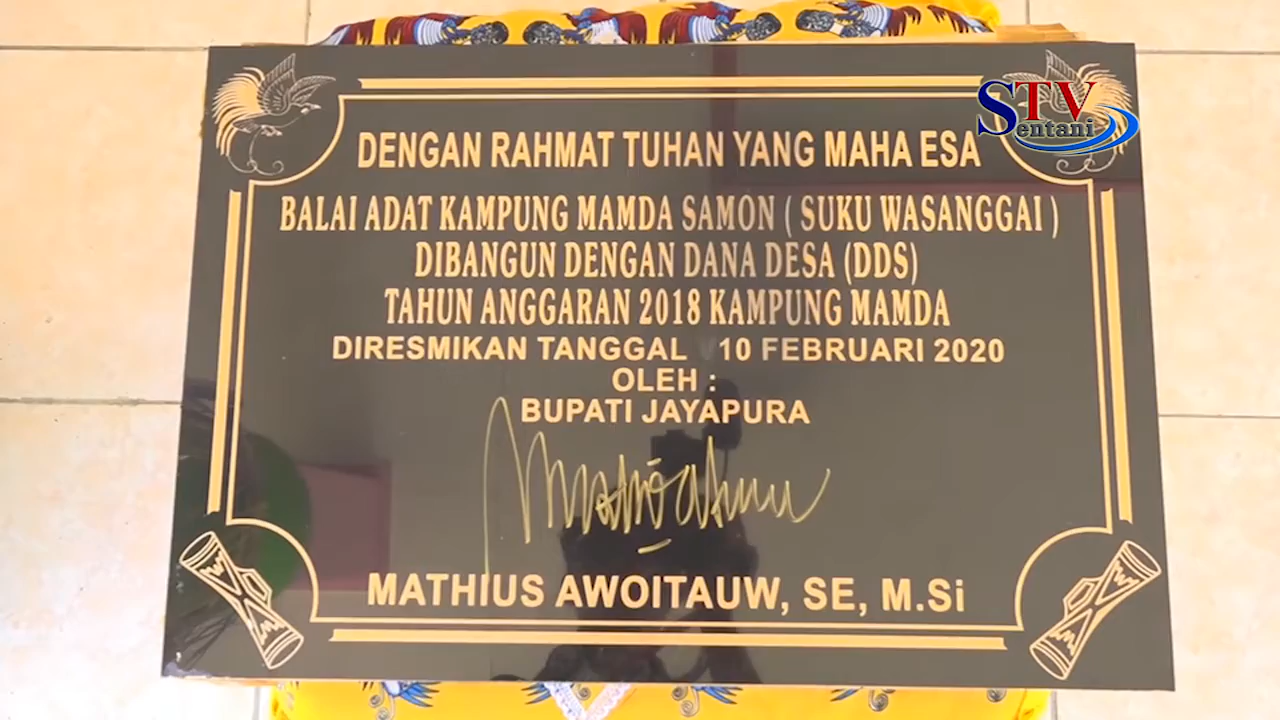 STV
Sentani
DENGAN RAHMAT TUHAN YANG MAHA ESA
BALAI ADAT KAMPUNG MAMDA SAMON ( SUKU WASANGGAI )
DIBANGUN DENGAN DANA DESA (DDS)
TAHUN ANGGARAN 2018 KAMPUNG MAMDA
DIRESMIKAN TANGGAL 10 FEBRUARI 2020
OLEH :
BUPATI JAYAPURA
MATHIUS AWOITAUW, SE, M.Si